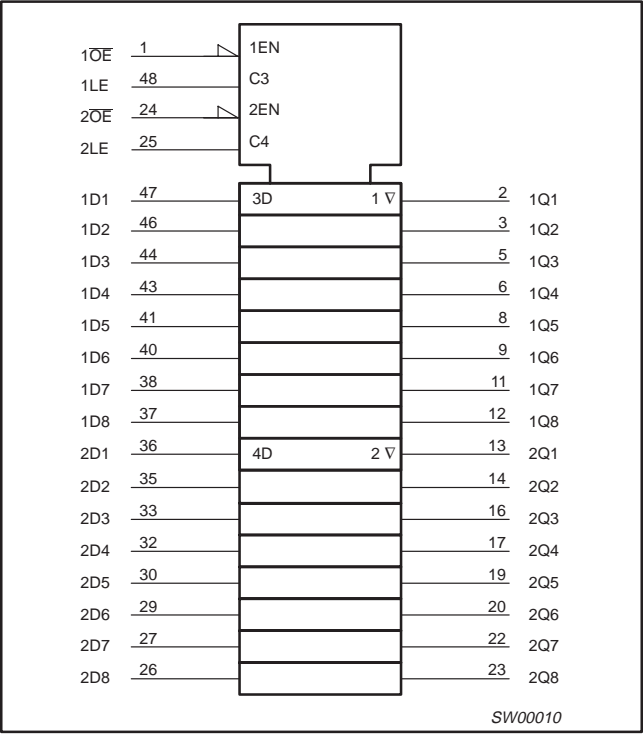 1O̅E̅ 1 1EN
1LE 48 C3
2O̅E̅ 24 2EN
2LE 25 C4
1D1 47 3D 1 ∇ 2 1Q1
1D2 46 3 1Q2
1D3 44 5 1Q3
1D4 43 6 1Q4
1D5 41 8 1Q5
1D6 40 9 1Q6
1D7 38 11 1Q7
1D8 37 12 1Q8
2D1 36 4D 2 ∇ 13 2Q1
2D2 35 14 2Q2
2D3 33 16 2Q3
2D4 32 17 2Q4
2D5 30 19 2Q5
2D6 29 20 2Q6
2D7 27 22 2Q7
2D8 26 23 2Q8
SW00010